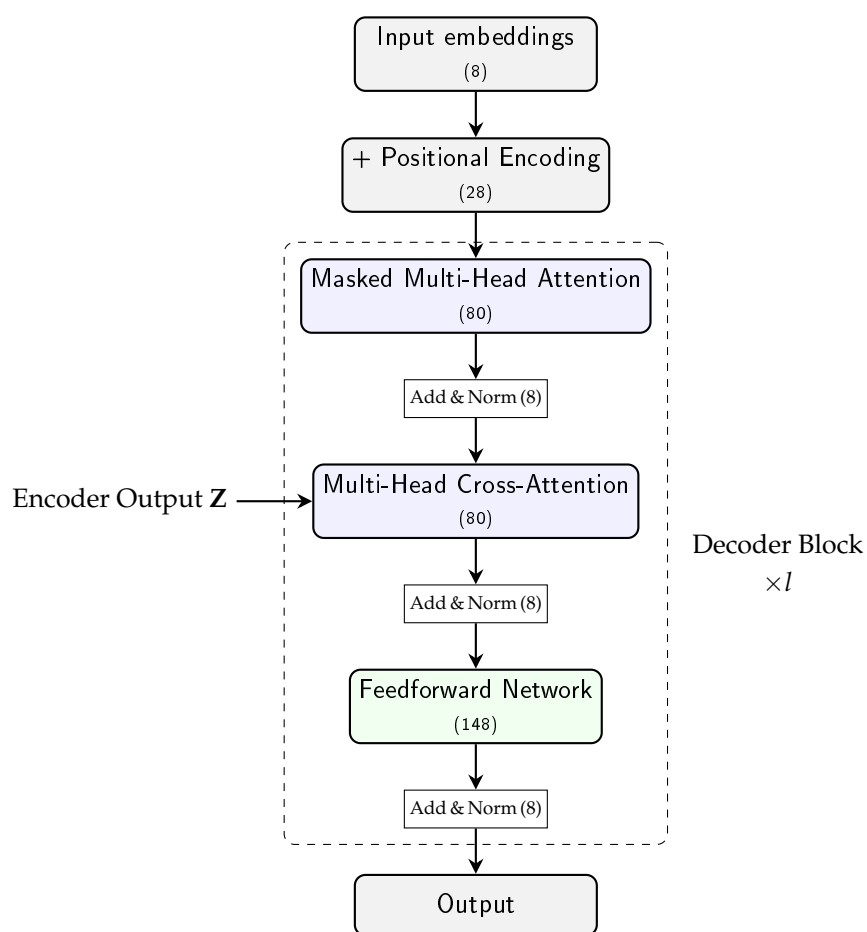 Input embeddings
(8)
+ Positional Encoding
(28)
Masked Multi-Head Attention
(80)
Add & Norm (8)
Multi-Head Cross-Attention
(80)
Encoder Output Z
Add & Norm (8)
Decoder Block
×l
Feedforward Network
(148)
Add & Norm (8)
Output